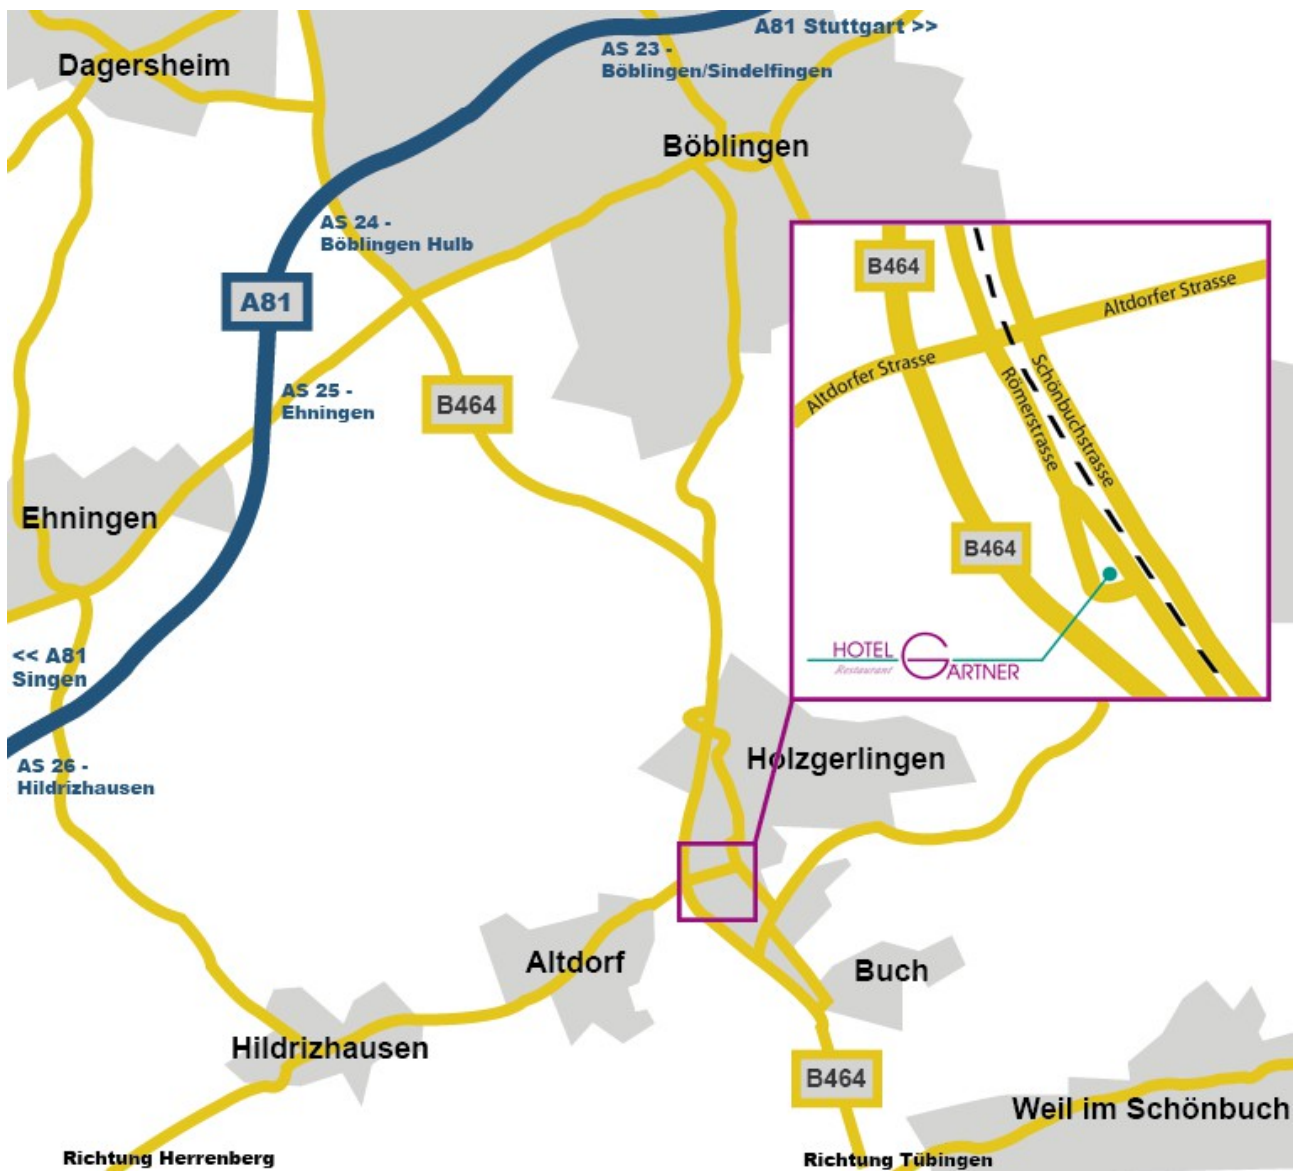 A81 Stuttgart >>
AS 23 -
Böblingen/Sindelfingen
Dagersheim
Böblingen
AS 24 -
Böblingen Hulb
A81
B464
Altdorfer Strasse
Altdorfer Strasse
Schönbuchstrasse
Römerstrasse
AS 25 -
Ehningen
B464
Ehningen
B464
HOTEL
Restaurant
GÄRTNER
<< A81
Singen
AS 26 -
Hildrizhausen
Holzgerlingen
Altdorf
Buch
Hildrizhausen
B464
Weil im Schönbuch
Richtung Herrenberg
Richtung Tübingen